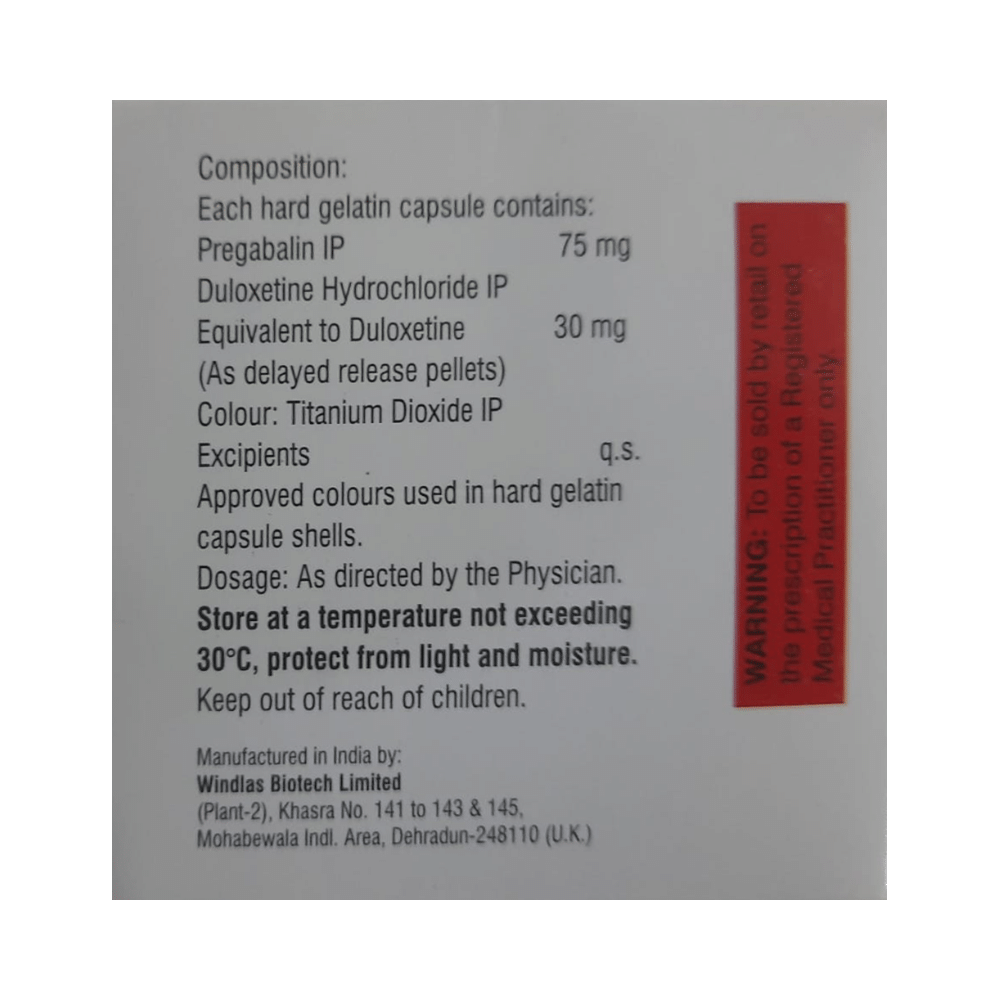 Composition:
Each hard gelatin capsule contains:
Pregabalin IP 75 mg
Duloxetine Hydrochloride IP
Equivalent to Duloxetine 30 mg
(As delayed release pellets)
Colour: Titanium Dioxide IP
Excipients q.s.
Approved colours used in hard gelatin
capsule shells.
Dosage: As directed by the Physician.
Store at a temperature not exceeding
30°C, protect from light and moisture.
Keep out of reach of children.
Manufactured in India by:
Windlas Biotech Limited
(Plant-2), Khasra No. 141 to 143 & 145,
Mohabewala Indl. Area, Dehradun-248110 (U.K.)
WARNING: To be sold by retail on
the prescription of a Registered
Medical Practitioner only.